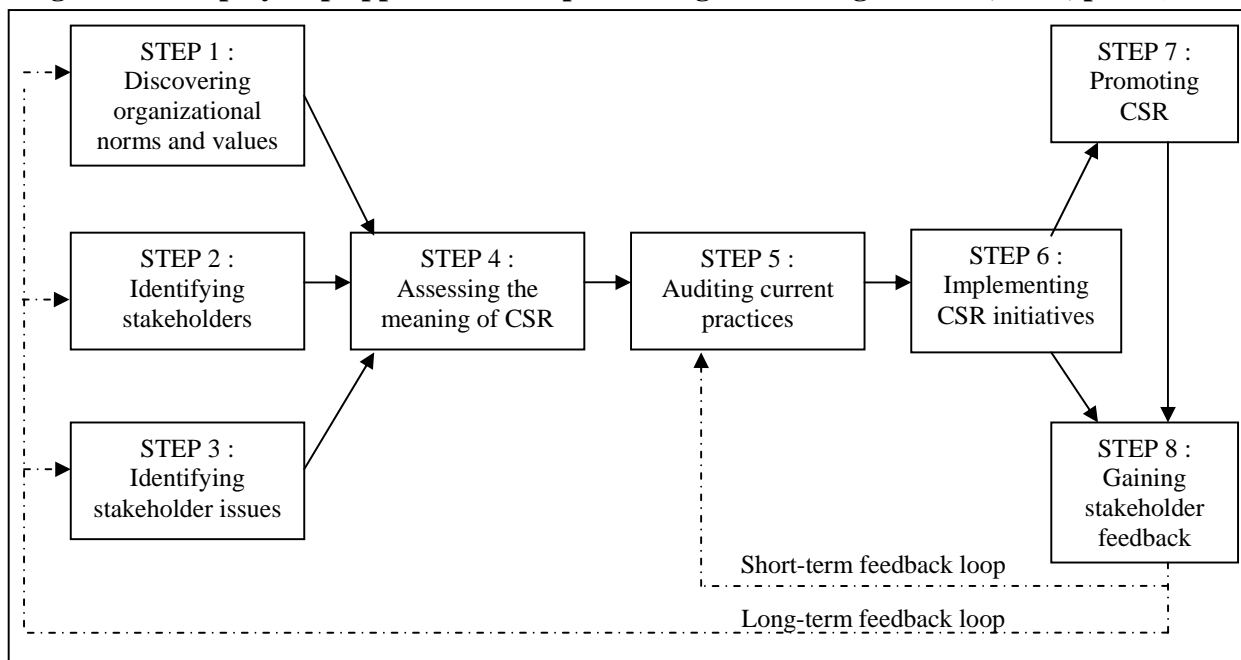 STEP 1 :
Discovering
organizational
norms and values
STEP 2 :
Identifying
stakeholders
STEP 3 :
Identifying
stakeholder issues
STEP 4 :
Assessing the
meaning of CSR
STEP 5 :
Auditing current
practices
STEP 6 :
Implementing
CSR initiatives
STEP 7 :
Promoting
CSR
STEP 8 :
Gaining
stakeholder
feedback
Short-term feedback loop
Long-term feedback loop